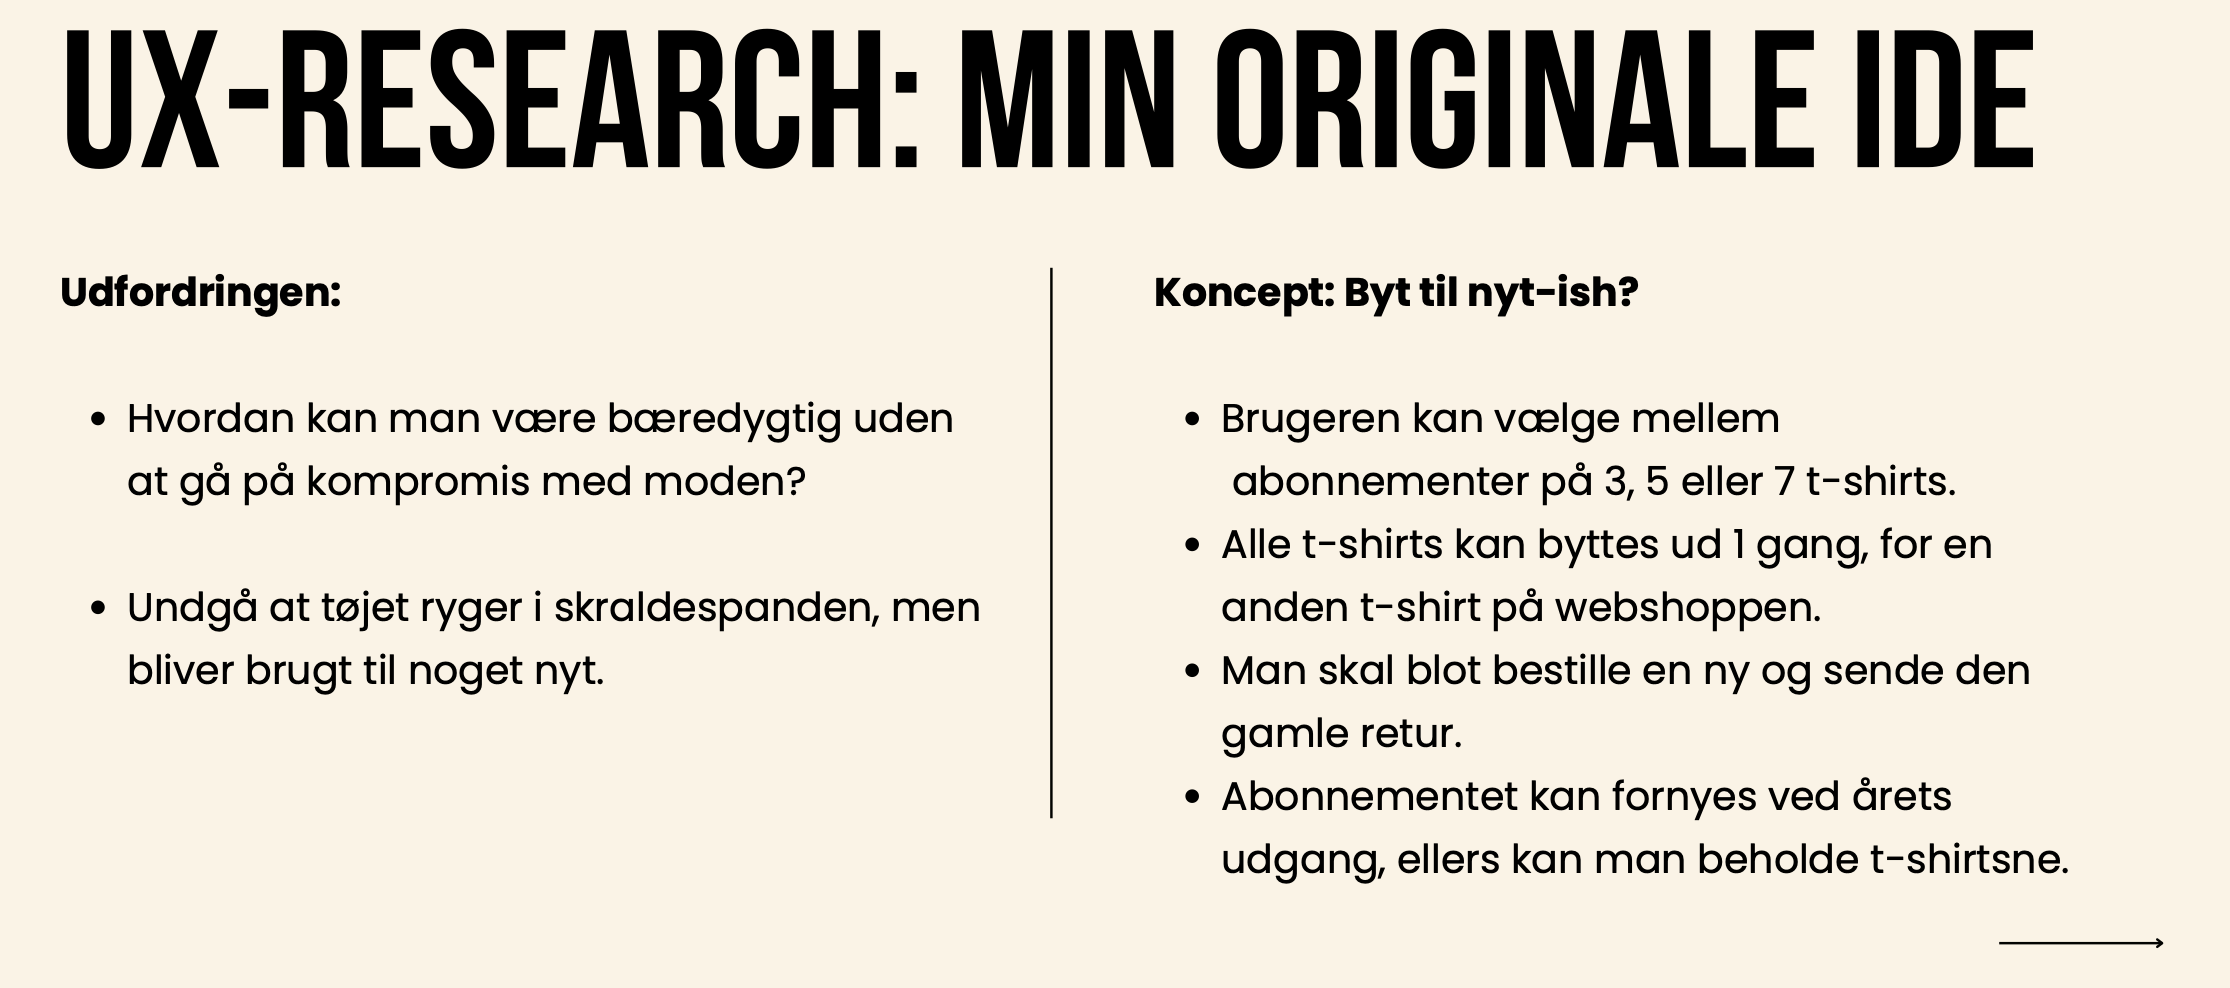 UX-RESEARCH: MIN ORIGINALE IDE
Udfordringen:
• Hvordan kan man være bæredygtig uden
at gå på kompromis med moden?
• Undgå at tøjet ryger i skraldespanden, men
bliver brugt til noget nyt.
Koncept: Byt til nyt-ish?
• Brugeren kan vælge mellem
abonnementer på 3, 5 eller 7 t-shirts.
• Alle t-shirts kan byttes ud 1 gang, for en
anden t-shirt på webshoppen.
• Man skal blot bestille en ny og sende den
gamle retur.
• Abonnementet kan fornyes ved årets
udgang, ellers kan man beholde t-shirtsne.